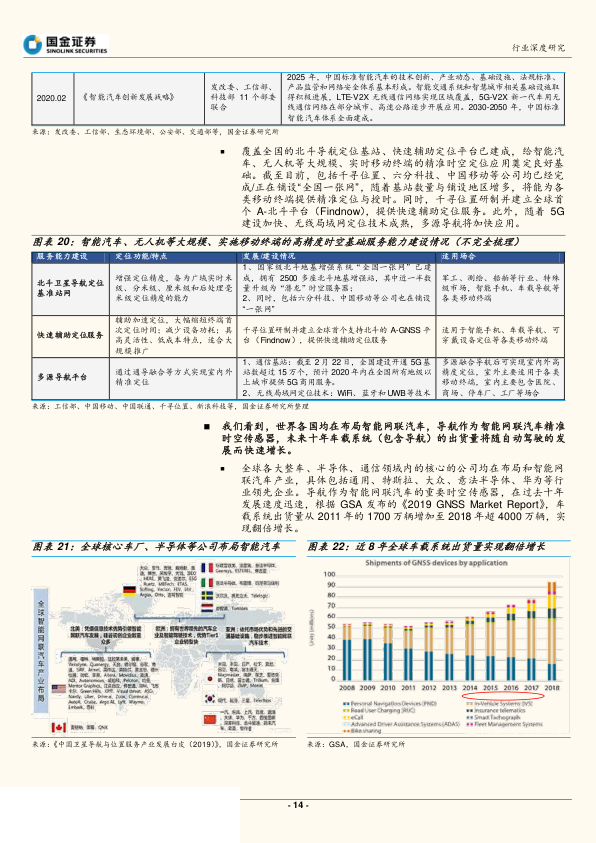 国金证券
SINOLINK SECURITIES
行业深度研究
2020.02
《智能汽车创新发展战略》
发改委、工信部、
科技部 11 个部委
联合
2025 年，中国标准智能汽车的技术创新、产业动态、基础设施、法规标准、
产品监管和网络安全体系基本形成。智能交通系统和智慧城市相关基础设施取
得积极进展，LTE-V2X 无线通信网络实现区域覆盖，5G-V2X 新一代车用无
线通信网络在部分城市、高速公路逐步开展应用。2030-2050 年，中国标准
智能汽车体系全面建成。
来源：发改委、工信部、生态环境部、公安部、交通部等，国金证券研究所
■ 覆盖全国的北斗导航定位基站、快速辅助定位平台已建成，给智能汽
车、无人机等大规模、实时移动终端的精准时空定位应用奠定良好基
础。截至目前，包括千寻位置、六分科技、中国移动等公司均已经完
成/正在铺设“全国一张网”，随着基站数量与铺设地区增多，将能为各
类移动终端提供精准定位与授时。同时，千寻位置研制并建立全球首
个 A-北斗平台（Findnow），提供快速辅助定位服务。此外，随着 5G
建设加快、无线局域网定位技术成熟，多源导航将加快应用。
图表 20：智能汽车、无人机等大规模、实施移动终端的高精度时空基础服务能力建设情况（不完全梳理）
服务能力建设 定位功能/特点 发展/建设情况 适用场合
北斗卫星导航定位
基准站网
增强定位精度，备为广域实时米
级、分米级、厘米级和后处理毫
米级定位精度的能力
1、国家级北斗地基增强系统“全国一张网”已建
成，拥有 2500 多座北斗地基增强站，其中近一半数
量升级为“潜龙”时空服务器；
2、同时，包括六分科技、中国移动等公司也在铺设
“一张网”
军工、测绘、船舶等行业、特殊
级市场，智能手机、车载导航等
各类移动终端
快速辅助定位服务
辅助加速定位，大幅缩短终端首
次定位时间；减少设备功耗；具
高灵活性、低成本特点，适合大
规模推广
千寻位置研制并建立全球首个支持北斗的 A-GNSS 平
台（Findnow），提供快速辅助定位服务
适用于智能手机、车载导航、可
穿戴设备定位等各类移动终端
多源导航平台
通过通导融合等方式实现室内外
精准定位
1、通信基站：截至 2 月 22 日，全国建设开通 5G 基
站数超过 15 万个，预计 2020 年内在全国所有地级以
上城市提供 5G 商用服务。
2、无线局域网定位技术：WiFi、蓝牙和 UWB 等技术
多源融合导航后可实现室内外高
精度定位，室外主要适用于各类
移动终端，室内主要包含医院、
商场、停车厂、工厂等场合
来源：工信部、中国移动、中国联通、千寻位置、新浪科技等，国金证券研究所整理
■ 我们看到，世界各国均在布局智能网联汽车，导航作为智能网联汽车精准
时空传感器，未来十年车载系统（包含导航）的出货量将随自动驾驶的发
展而快速增长。
■ 全球各大整车、半导体、通信领域内的核心的公司均在布局和智能网
联汽车产业，具体包括通用、特斯拉、大众、意法半导体、华为等行
业领先企业。导航作为智能网联汽车的重要时空传感器，在过去十年
发展速度迅速，根据 GSA 发布的《2019 GNSS Market Report》，车
载系统出货量从 2011 年的 1700 万辆增加至 2018 年超 4000 万辆，实
现翻倍增长。
图表 21：全球核心车厂、半导体等公司布局智能汽车
图表 22：近 8 年全球车载系统出货量实现翻倍增长
全球智能网联汽车产业布局
Shipments of GNSS devices by application
Units (millions)
100
90
80
70
60
50
40
30
20
10
0
2008 2009 2010 2011 2012 2013 2014 2015 2016 2017 2018
Personal Navigation Devices (PND)
In-Vehicle Systems (IVS)
Road User Charging (RUC)
Insurance telematics
eCall
Smart Tachograph
Advanced Driver Assistance Systems (ADAS)
Fleet Management Systems
Bike sharing
来源：《中国卫星导航与位置服务产业发展白皮（2019）》，国金证券研究所
来源：GSA，国金证券研究所
- 14 -